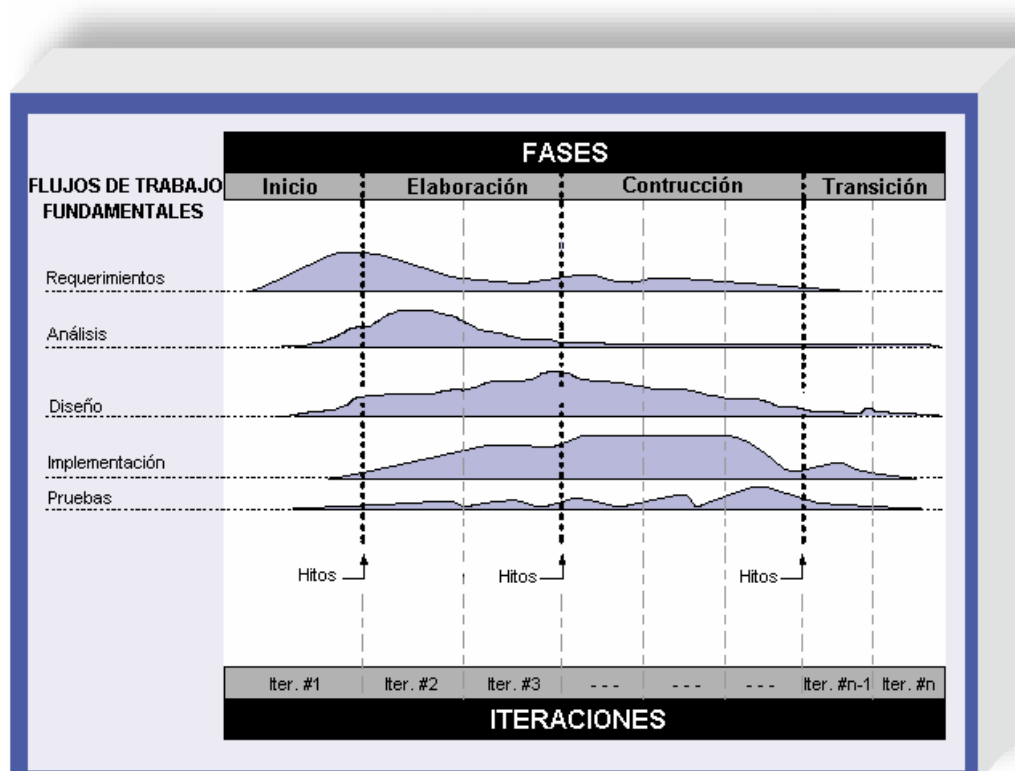 FASES
FLUJOS DE TRABAJO
FUNDAMENTALES
Inicio Elaboración Contrucción Transición
Requerimientos
Análisis
Diseño
Implementación
Pruebas
Hitos Hitos Hitos
Iter. #1 Iter. #2 Iter. #3 - - - - - - - - - Iter. #n-1 Iter. #n
ITERACIONES